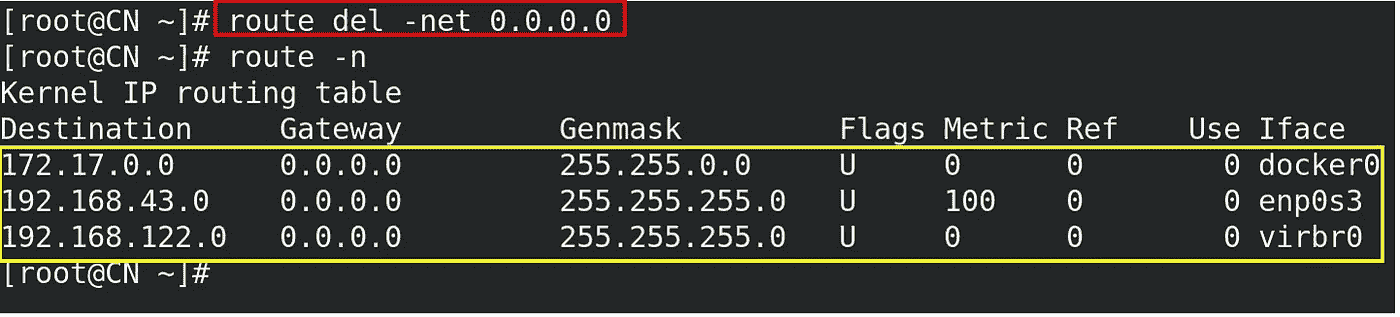 [root@CN ~]# route del -net 0.0.0.0
[root@CN ~]# route -n
Kernel IP routing table
Destination     Gateway         Genmask         Flags Metric Ref    Use Iface
172.17.0.0      0.0.0.0         255.255.0.0     U     0      0        0 docker0
192.168.43.0    0.0.0.0         255.255.255.0   U     100    0        0 enp0s3
192.168.122.0   0.0.0.0         255.255.255.0   U     0      0        0 virbr0
[root@CN ~]#